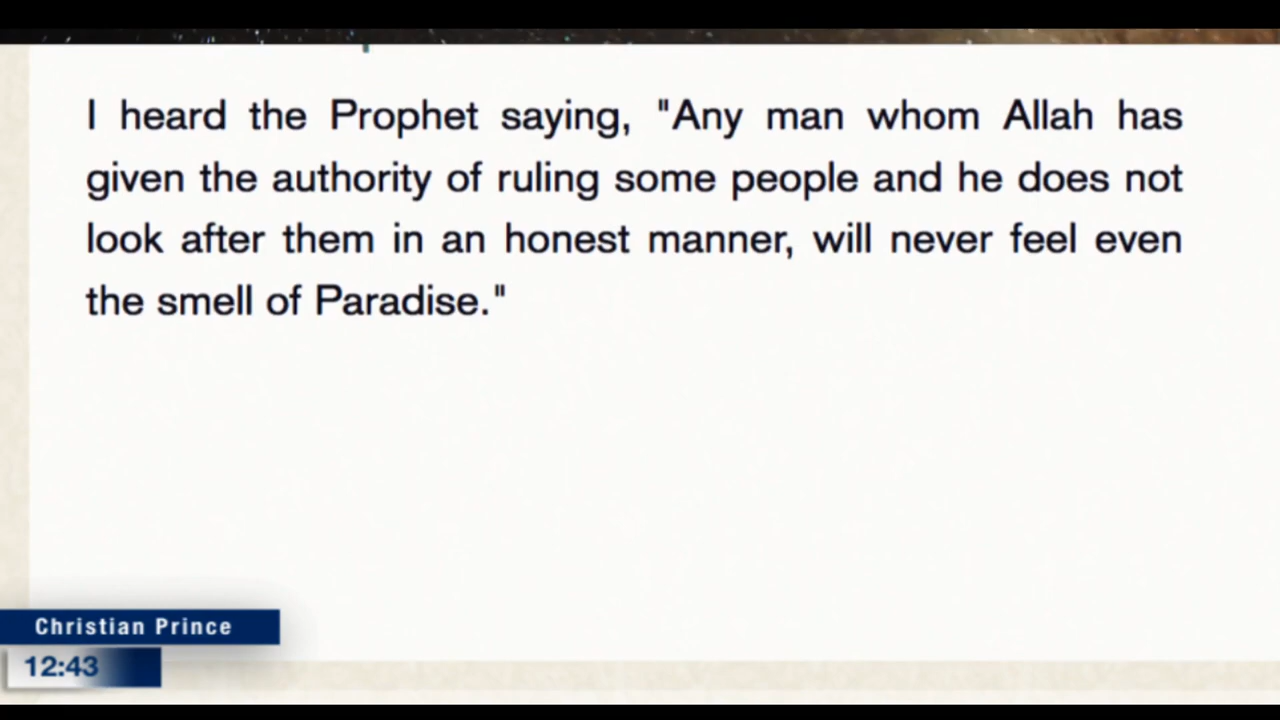 I heard the Prophet saying, "Any man whom Allah has
given the authority of ruling some people and he does not
look after them in an honest manner, will never feel even
the smell of Paradise."
Christian Prince
12:43